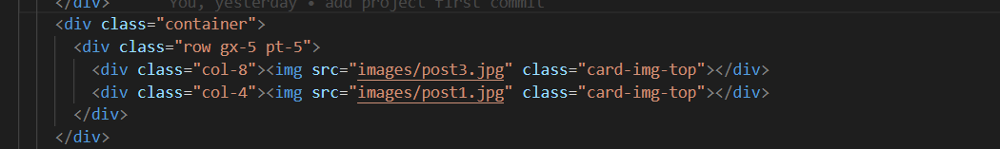 </div>        You, yesterday • add project first commit
<div class="container">
<div class="row gx-5 pt-5">
<div class="col-8"><img src="images/post3.jpg" class="card-img-top"></div>
<div class="col-4"><img src="images/post1.jpg" class="card-img-top"></div>
</div>
</div>